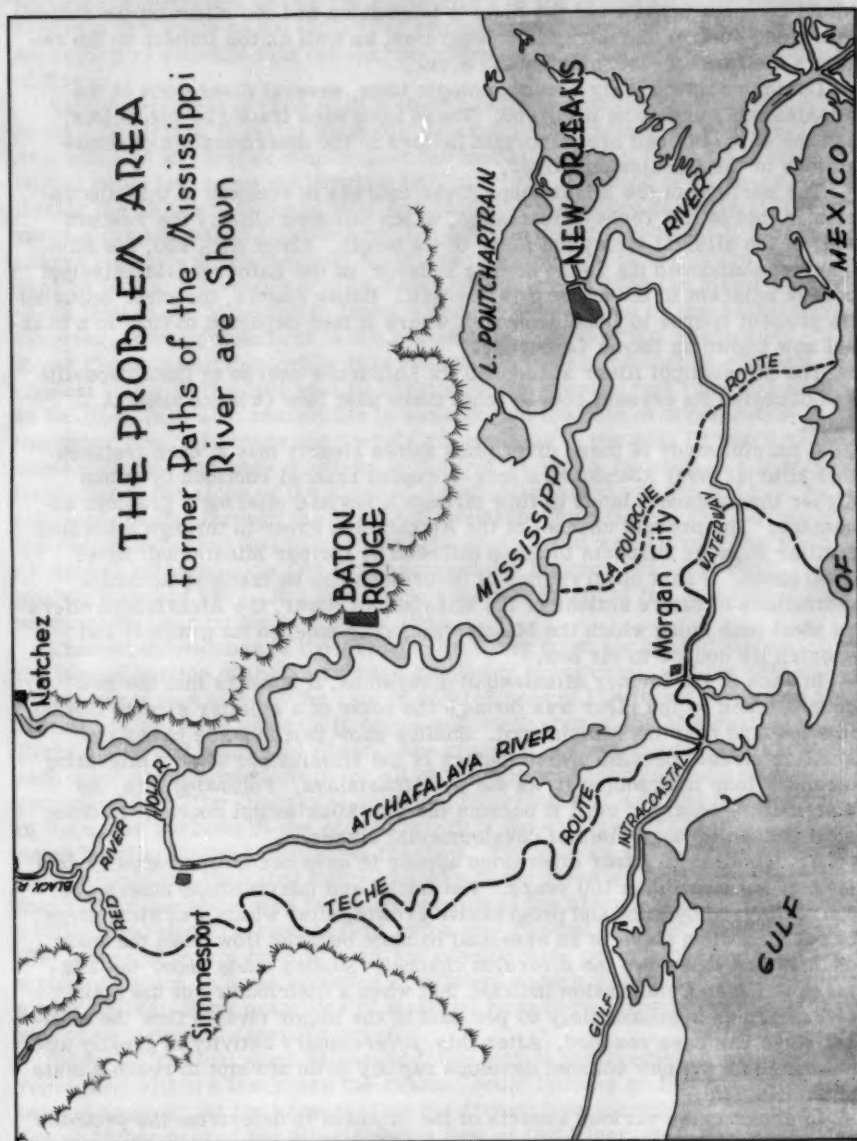 THE PROBLEM AREA
Former Paths of the Mississippi
River are Shown
Natchez
BLACK R.
RED RIVER
OLD R.
Simmesport
BATON
ROUGE
ATCHAFALAYA RIVER
TECHE ROUTE
MISSISSIPPI RIVER
L. PONTCHARTRAIN
NEW ORLEANS
LA FOURCHE ROUTE
Morgan City
GULF INTRACOASTAL WATERWAY
GULF OF MEXICO